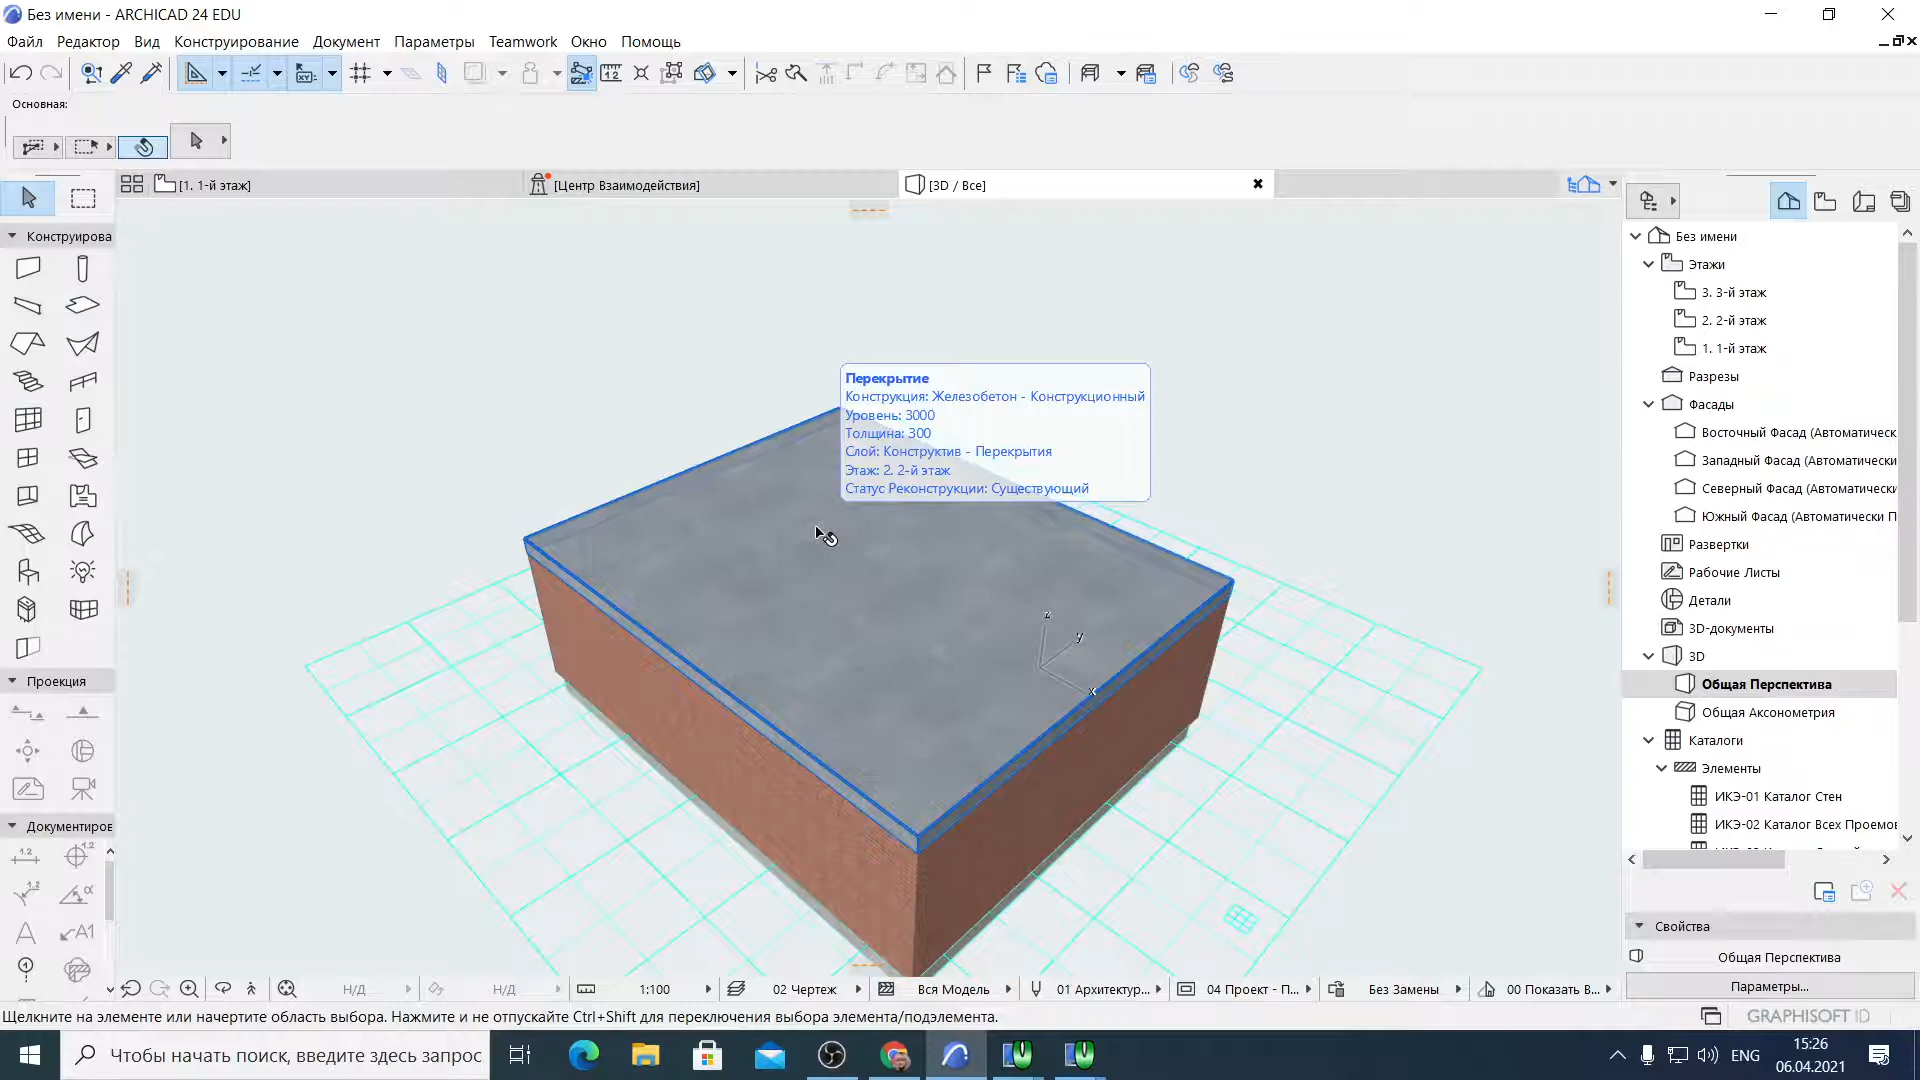 Без имени - ARCHICAD 24 EDU
Файл Редактор Вид Конструирование Документ Параметры Teamwork Окно Помощь
Основная:
[1. 1-й этаж]
[Центр Взаимодействия]
[3D / Все]
Конструирова
Проекция
Документиров
Перекрытие
Конструкция: Железобетон - Конструкционный
Уровень: 3000
Толщина: 300
Слой: Конструктив - Перекрытия
Этаж: 2. 2-й этаж
Статус Реконструкции: Существующий
z
y
x
Без имени
Этажи
3. 3-й этаж
2. 2-й этаж
1. 1-й этаж
Разрезы
Фасады
Восточный Фасад (Автоматическ
Западный Фасад (Автоматически
Северный Фасад (Автоматически
Южный Фасад (Автоматически П
Развертки
Рабочие Листы
Детали
3D-документы
3D
Общая Перспектива
Общая Аксонометрия
Каталоги
Элементы
ИКЭ-01 Каталог Стен
ИКЭ-02 Каталог Всех Проемов
Свойства
Общая Перспектива
Параметры...
Н/Д Н/Д 1:100 02 Чертеж Вся Модель 01 Архитектур... 04 Проект - П... Без Замены 00 Показать В...
Щелкните на элементе или начертите область выбора. Нажмите и не отпускайте Ctrl+Shift для переключения выбора элемента/подэлемента.
GRAPHISOFT ID
Чтобы начать поиск, введите здесь запрос
ENG
15:26
06.04.2021